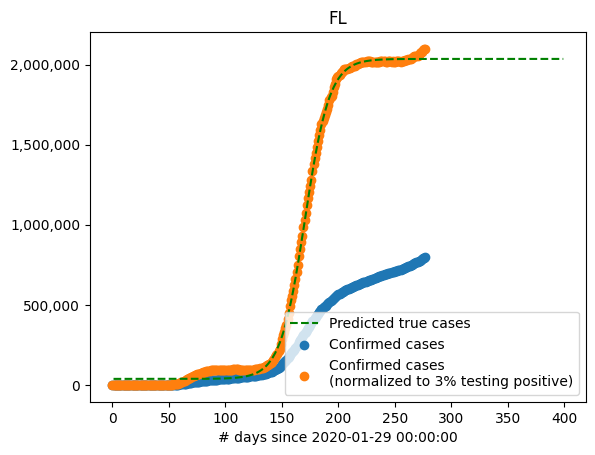 FL
2,000,000
1,500,000
1,000,000
500,000
0
Predicted true cases
Confirmed cases
Confirmed cases
(normalized to 3% testing positive)
0 50 100 150 200 250 300 350 400
# days since 2020-01-29 00:00:00